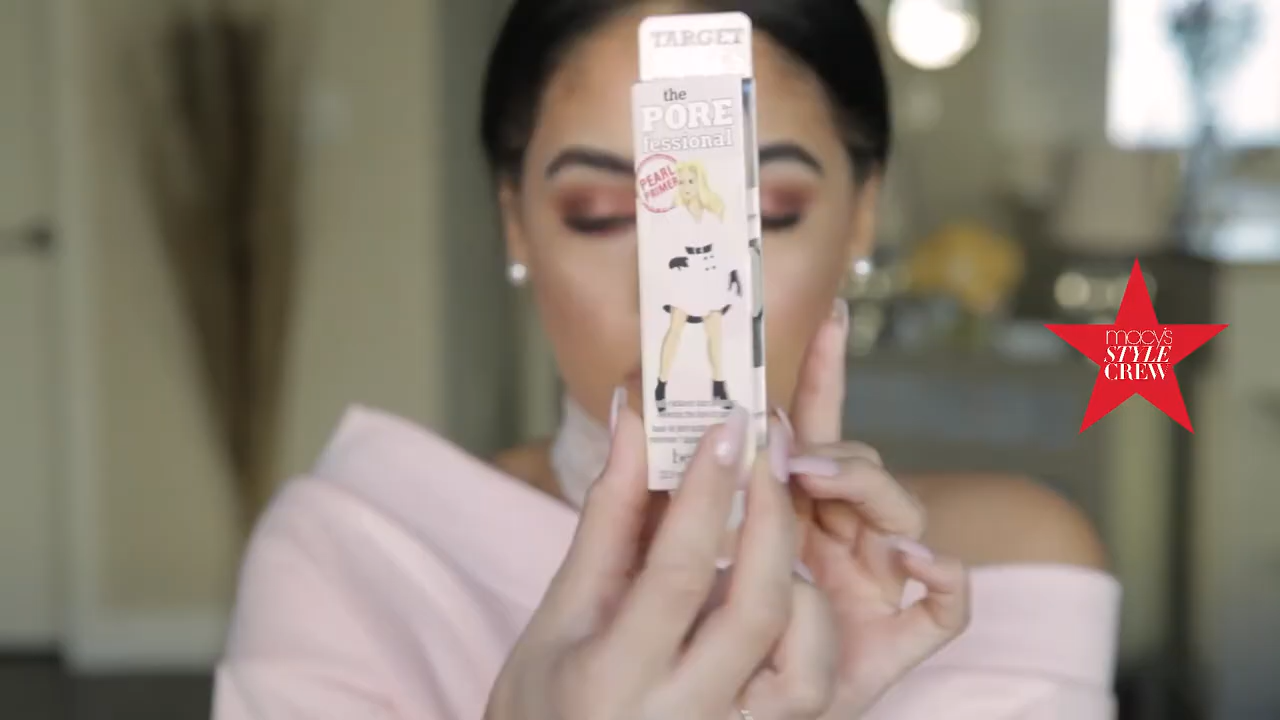 TARGET
the
PORE
fessional
PEARL
PRIMER
macy's
STYLE
CREW